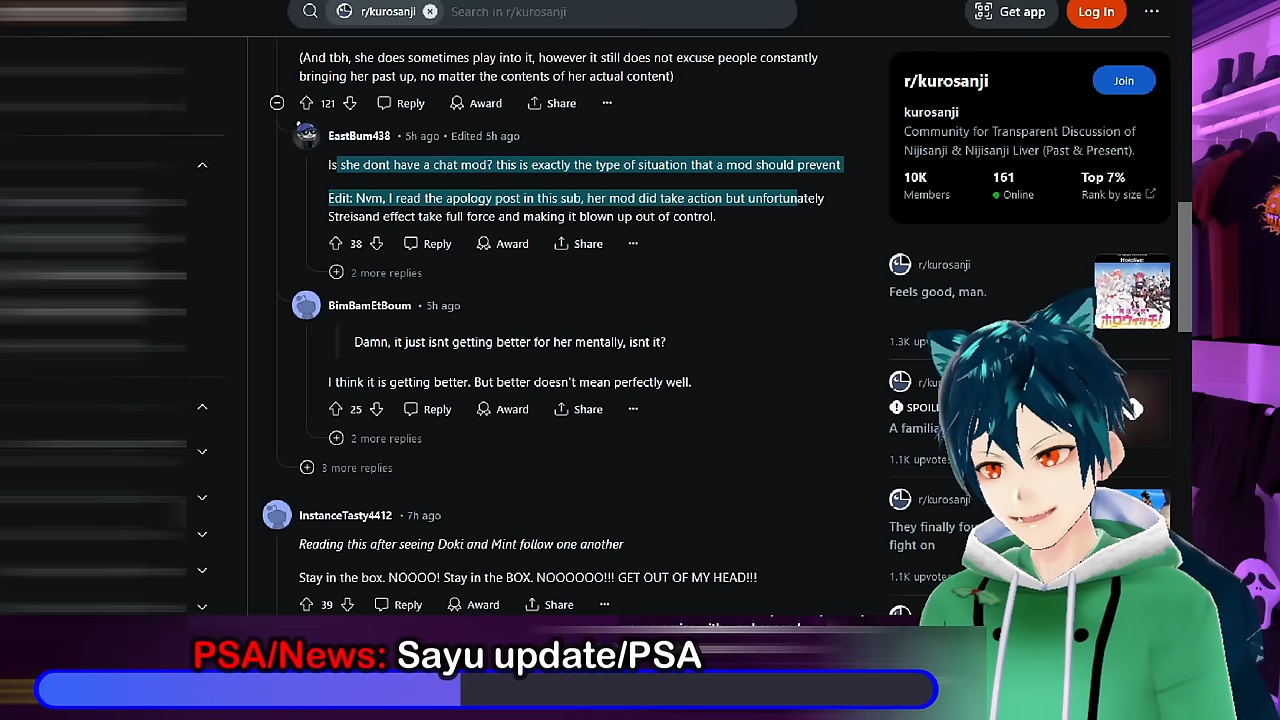 r/kurosanji
Search in r/kurosanji
Get app
Log In
(And tbh, she does sometimes play into it, however it still does not excuse people constantly
bringing her past up, no matter the contents of her actual content)
121
Reply
Award
Share
EastBum438 • 5h ago • Edited 5h ago
Is she dont have a chat mod? this is exactly the type of situation that a mod should prevent
Edit: Nvm, I read the apology post in this sub, her mod did take action but unfortunately
Streisand effect take full force and making it blown up out of control.
38
Reply
Award
Share
2 more replies
BimBamEtBoum • 5h ago
Damn, it just isnt getting better for her mentally, isnt it?
I think it is getting better. But better doesn't mean perfectly well.
25
Reply
Award
Share
2 more replies
3 more replies
InstanceTasty4412 • 7h ago
Reading this after seeing Doki and Mint follow one another
Stay in the box. NOOOO! Stay in the BOX. NOOOOOO!!! GET OUT OF MY HEAD!!!
39
Reply
Award
Share
r/kurosanji
Join
kurosanji
Community for Transparent Discussion of
Nijisanji & Nijisanji Liver (Past & Present).
10K
161
Top 7%
Members
Online
Rank by size
r/kurosanji
Feels good, man.
1.3K
1.1K upvotes
r/kurosanji
They finally
fight on
1.1K
PSA/News: Sayu update/PSA